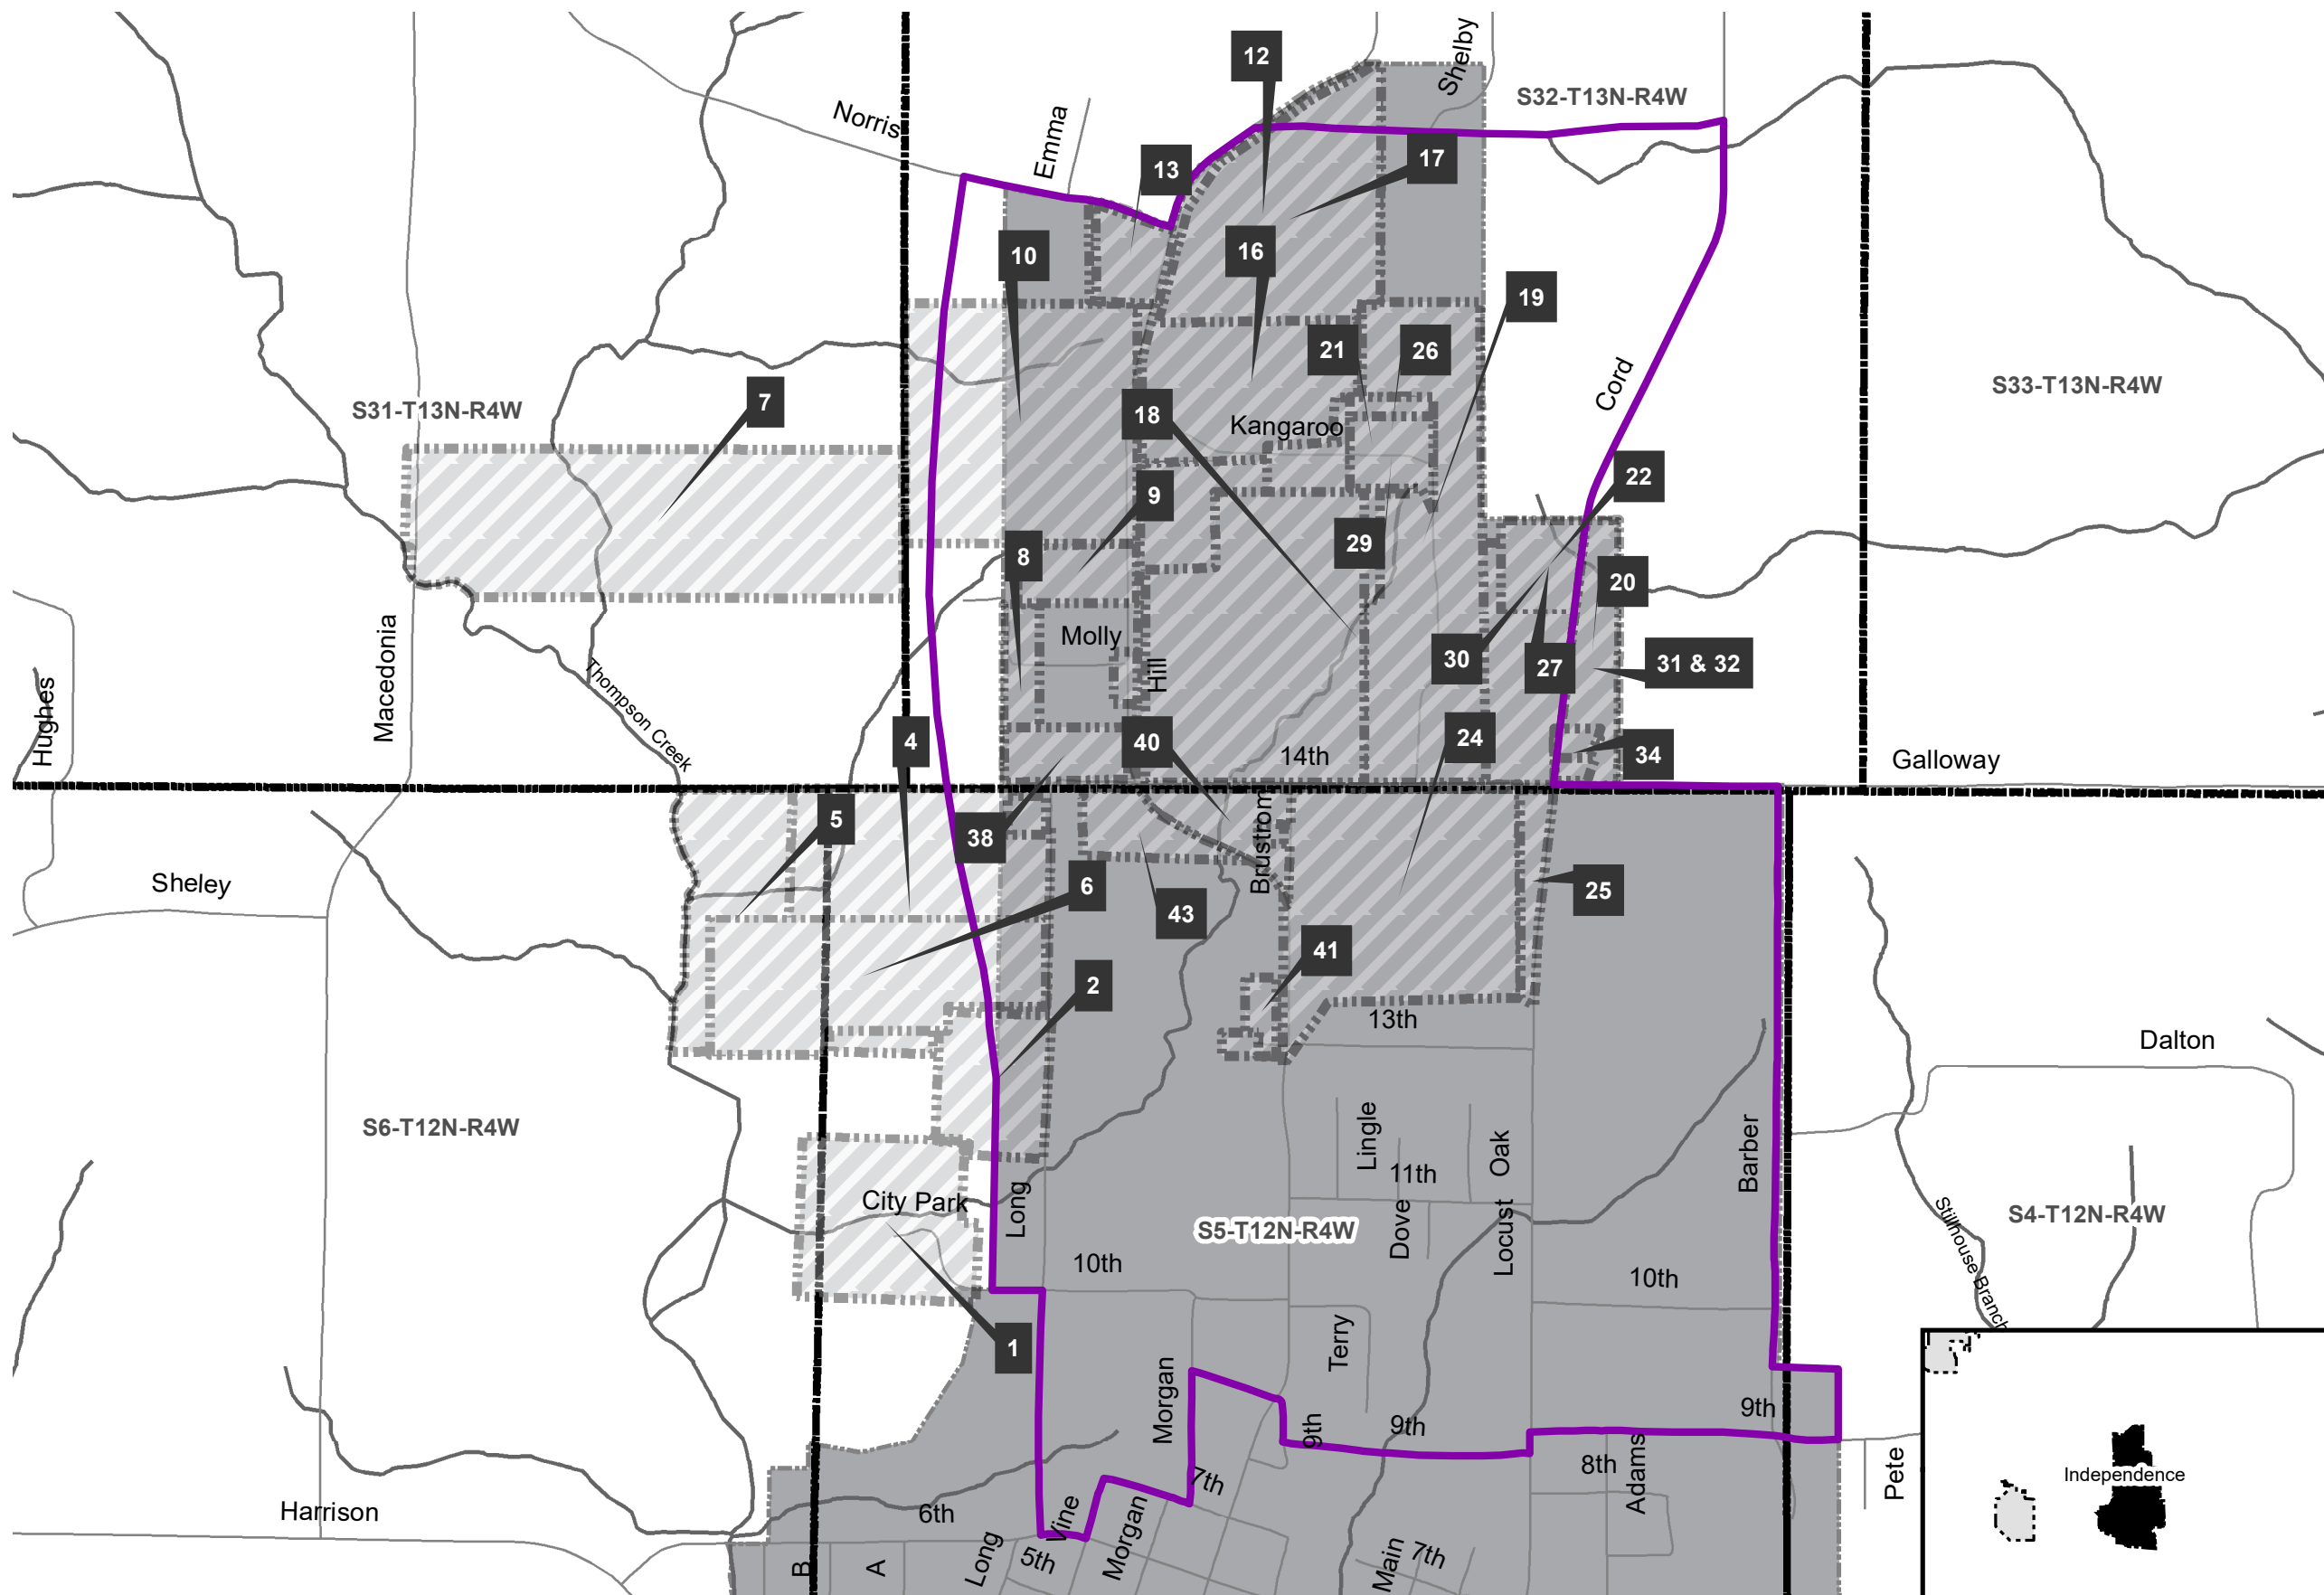 12
Shelby
S32-T13N-R4W
Norris
Emma
13
17
10
16
19
21
26
Cord
S33-T13N-R4W
7
S31-T13N-R4W
18
Kangaroo
22
9
29
8
20
Molly
30
27
31 & 32
Hill
Macedonia
Thompson Creek
Hughes
4
40
24
14th
34
Galloway
5
38
Brustrom
6
25
Sheley
43
41
2
13th
Dalton
S6-T12N-R4W
Lingle
Oak
Barber
11th
City Park
Long
S5-T12N-R4W
Dove
Locust
S4-T12N-R4W
Stillhouse Branch
10th
10th
1
Terry
Morgan
9th
9th
9th
8th
Adams
Pete
Independence
7th
Harrison
6th
Vine
Morgan
Long
5th
Main
7th
B
A